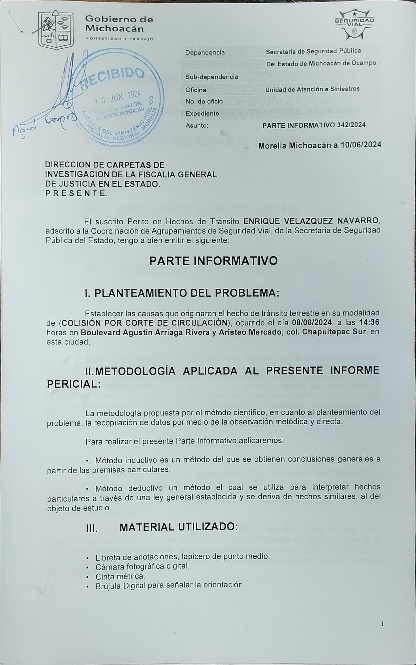 Gobierno de
Michoacán
HONESTIDAD Y TRABAJO
SEGURIDAD
VIAL
RECIBIDO
JUN. 2024
Dependencia Secretaría de Seguridad Pública
Del Estado de Michoacán de Ocampo
Sub-dependencia
Oficina Unidad de Atención a Siniestros
No. de oficio
Expediente
Asunto: PARTE INFORMATIVO 342/2024
Morelia Michoacán a 10/06/2024
DIRECCION DE CARPETAS DE
INVESTIGACION DE LA FISCALIA GENERAL
DE JUSTICIA EN EL ESTADO.
P R E S E N T E.
El suscrito Perito en Hechos de Tránsito ENRIQUE VELAZQUEZ NAVARRO,
adscrito a la Coordinación de Agrupamientos de Seguridad Vial, de la Secretaría de Seguridad
Pública del Estado, tengo a bien emitir el siguiente:
PARTE INFORMATIVO
I. PLANTEAMIENTO DEL PROBLEMA:
Establecer las causas que originaron el hecho de tránsito terrestre en su modalidad
de (COLISIÓN POR CORTE DE CIRCULACIÓN), ocurrido el día 08/06/2024, a las 14:36
horas en Boulevard Agustín Arriaga Rivera y Aristeo Mercado, col. Chapultepec Sur, en
esta ciudad.
II.METODOLOGÍA APLICADA AL PRESENTE INFORME
PERICIAL:
La metodología propuesta por el método científico, en cuanto al planteamiento del
problema, la recopilación de datos por medio de la observación metódica y directa.
Para realizar el presente Parte Informativo aplicaremos:
• Método inductivo es un método del que se obtienen conclusiones generales a
partir de las premisas particulares.
• Método deductivo un método el cual se utiliza para interpretar hechos
particulares a través de una ley general establecida y se deriva de hechos similares, al del
objeto de estudio.
III. MATERIAL UTILIZADO:
• Libreta de anotaciones, lapicero de punto medio.
• Cámara fotográfica digital.
• Cinta métrica.
• Brújula Digital para señalar la orientación
1